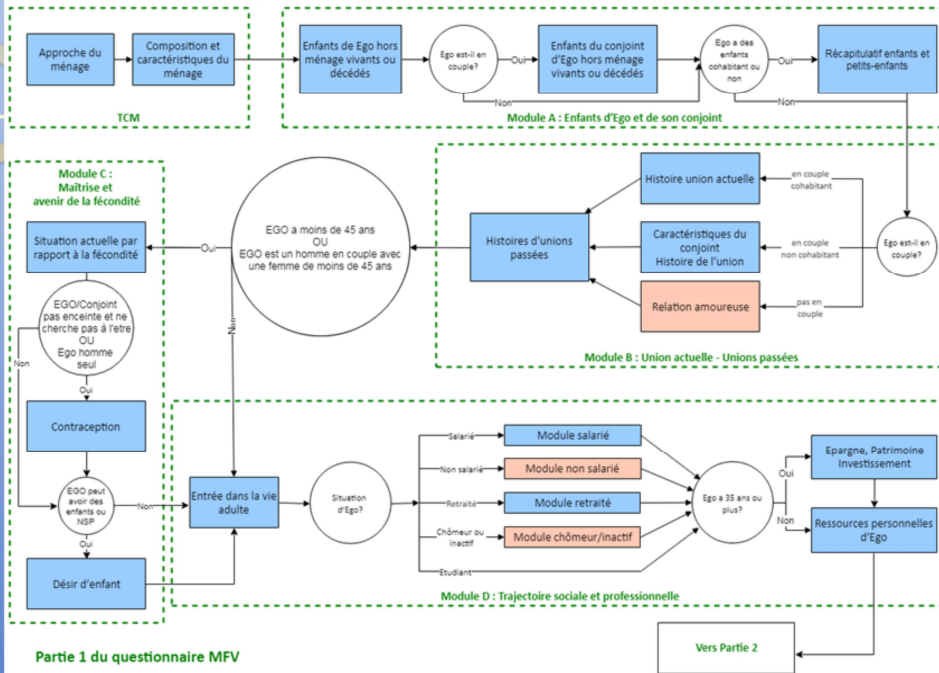 Approche du
ménage
Composition et
caractéristiques du
ménage
TCM
Enfants de Ego hors
ménage vivants ou
décédés
Ego est-il en
couple?
Oui
Non
Enfants du conjoint
d'Ego hors ménage
vivants ou décédés
Ego a des
enfants
cohabitant ou
non
Oui
Non
Récapitulatif enfants et
petits-enfants
Module A : Enfants d'Ego et de son conjoint
Ego est-il en
couple?
en couple
cohabitant
en couple
non cohabitant
pas en
couple
Histoire union actuelle
Caractéristiques du
conjoint
Histoire de l'union
Relation amoureuse
Histoires d'unions
passées
Module B : Union actuelle - Unions passées
EGO a moins de 45 ans
OU
EGO est un homme en couple avec
une femme de moins de 45 ans
Oui
Non
Module C :
Maîtrise et
avenir de la fécondité
Situation actuelle par
rapport à la fécondité
EGO/Conjoint
pas enceinte et ne
cherche pas à l'etre
OU
Ego homme
seul
Non
Oui
Contraception
EGO peut
avoir des
enfants ou
NSP
Non
Oui
Désir d'enfant
Entrée dans la vie
adulte
Situation
d'Ego?
Salarié
Non salarié
Retraité
Chômeur ou
inactif
Etudiant
Module salarié
Module non salarié
Module retraité
Module chômeur/inactif
Ego a 35 ans ou
plus?
Oui
Non
Epargne, Patrimoine
Investissement
Ressources personnelles
d'Ego
Module D : Trajectoire sociale et professionnelle
Vers Partie 2
Partie 1 du questionnaire MFV